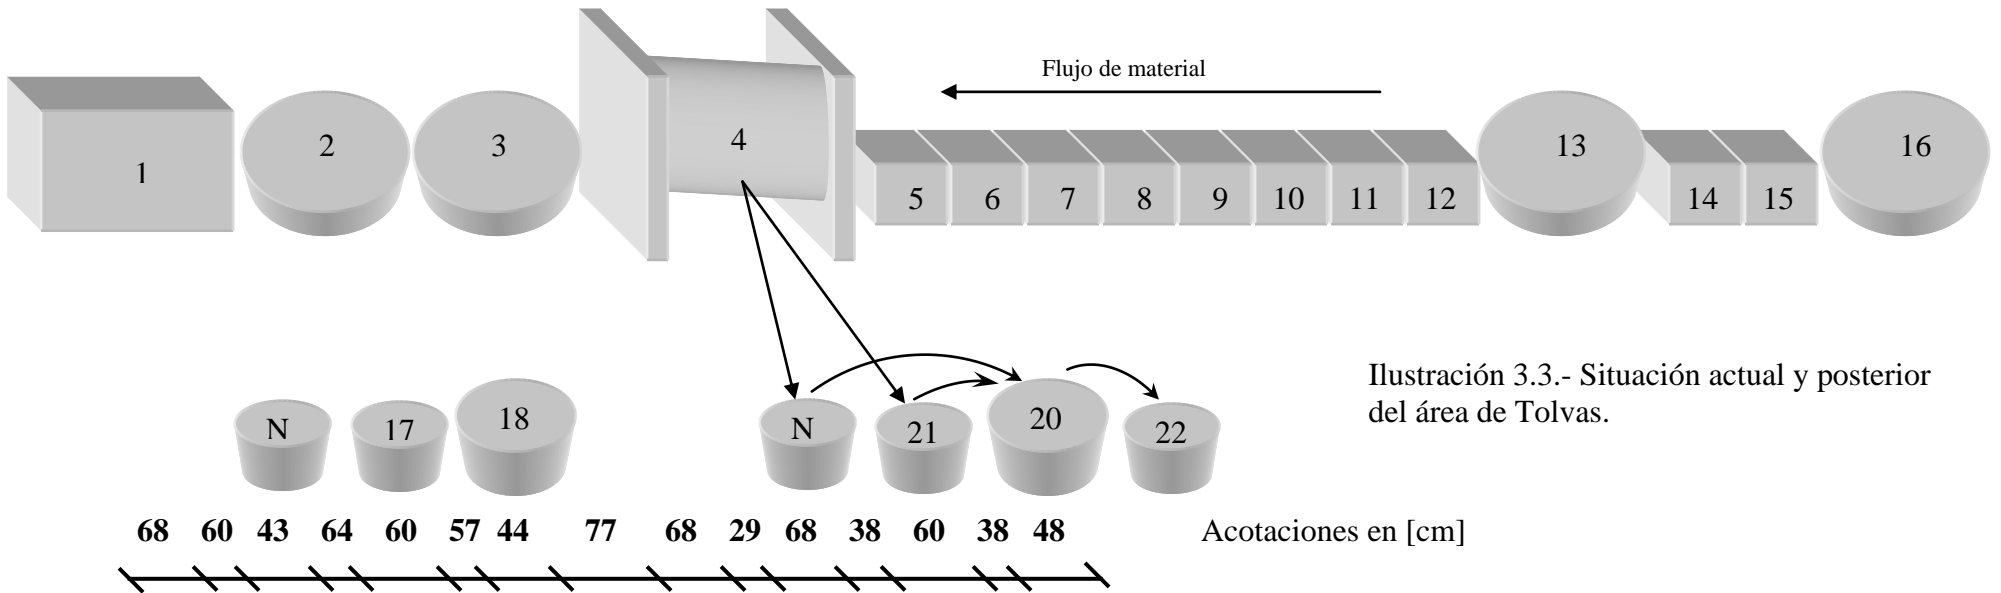 Flujo de material
1 2 3 4 5 6 7 8 9 10 11 12 13 14 15 16
N 17 18 N 21 20 22
Ilustración 3.3.- Situación actual y posterior
del área de Tolvas.
68 60 43 64 60 57 44 77 68 29 68 38 60 38 48 Acotaciones en [cm]